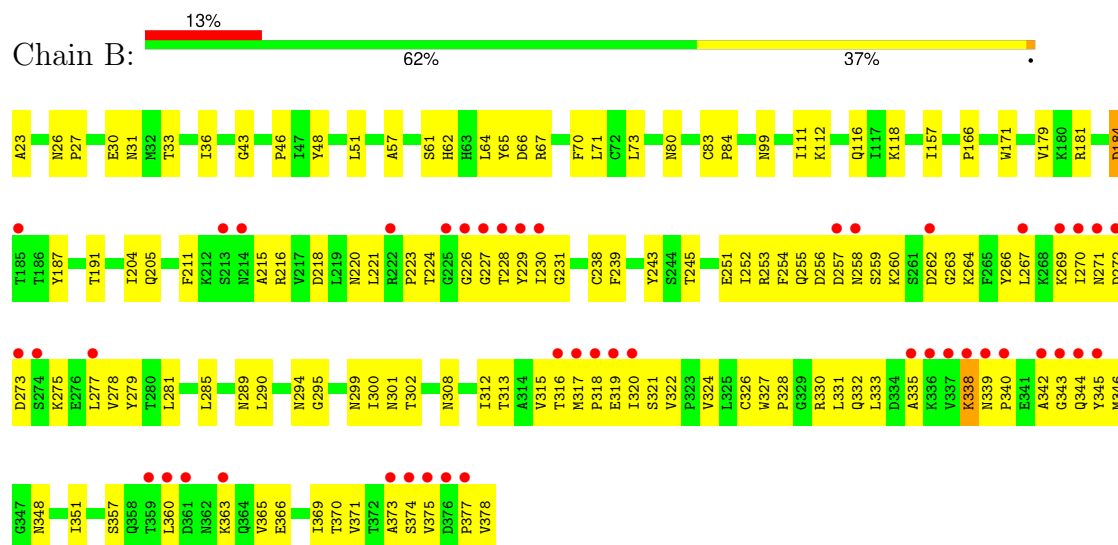 13%
Chain B:
62% 37% •
A23 N26 P27 E30 N31 M32 T33 I36 G43 P46 I47 Y48 L51 A57 S61 H62 H63 L64 Y65 D66 R67 F70 L71 C72 L73 N80 C83 P84 N99 I111 K112 Q116 I117 K118 I157 P166 W171 V179 K180 R181 D184
T185 T186 Y187 T191 I204 Q205 F211 K212 S213 N214 A215 R216 V217 D218 L219 N220 L221 R222 P223 T224 G225 G226 G227 T228 Y229 I230 G231 C238 F239 Y243 S244 T245 E251 I252 R253 F254 Q255 D256 D257 N258 S259 K260 S261 D262 G263 K264 F265 Y266 L267 K268 K269 I270 N271 D272
D273 S274 K275 E276 L277 V278 Y279 T280 L281 L285 N289 L290 N294 G295 N299 I300 N301 T302 N308 I312 T313 A314 V315 T316 M317 P318 E319 I320 S321 V322 P323 V324 L325 C326 W327 P328 G329 R330 L331 Q332 L333 D334 A335 K336 V337 K338 N339 P340 E341 A342 G343 Q344 Y345 M346
G347 N348 I351 S357 Q358 T359 L360 D361 N362 K363 Q364 V365 E366 I369 T370 V371 T372 A373 S374 V375 D376 P377 V378